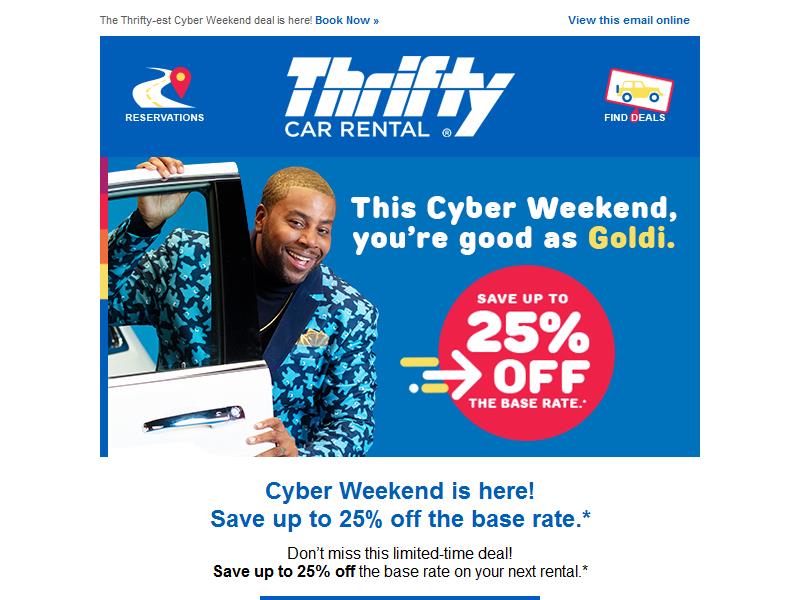 The Thrifty-est Cyber Weekend deal is here! Book Now »
View this email online
RESERVATIONS
Thrifty
CAR RENTAL ®
FIND DEALS
This Cyber Weekend,
you're good as Goldi.
SAVE UP TO
25%
OFF
THE BASE RATE.*
Cyber Weekend is here!
Save up to 25% off the base rate.*
Don't miss this limited-time deal!
Save up to 25% off the base rate on your next rental.*